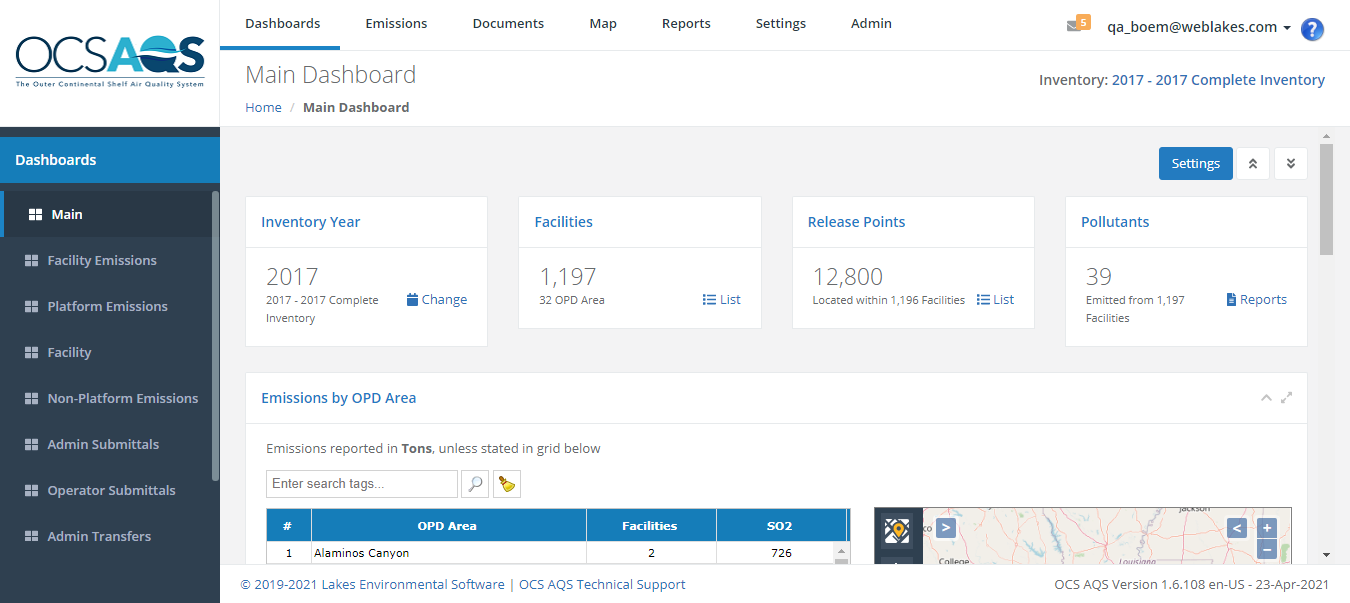 OCSAQS
The Outer Continental Shelf Air Quality System
Dashboards Emissions Documents Map Reports Settings Admin
5 qa_boem@weblakes.com ?
Main Dashboard
Home / Main Dashboard
Inventory: 2017 - 2017 Complete Inventory
Dashboards
Main
Facility Emissions
Platform Emissions
Facility
Non-Platform Emissions
Admin Submittals
Operator Submittals
Admin Transfers
Settings
Inventory Year
2017
2017 - 2017 Complete
Inventory
Change
Facilities
1,197
32 OPD Area
List
Release Points
12,800
Located within 1,196 Facilities
List
Pollutants
39
Emitted from 1,197
Facilities
Reports
Emissions by OPD Area
Emissions reported in Tons, unless stated in grid below
Enter search tags...
# OPD Area Facilities SO2
1 Alaminos Canyon 2 726
> < +
−
Jackson
co
College
Louisiana
© 2019-2021 Lakes Environmental Software | OCS AQS Technical Support
OCS AQS Version 1.6.108 en-US - 23-Apr-2021